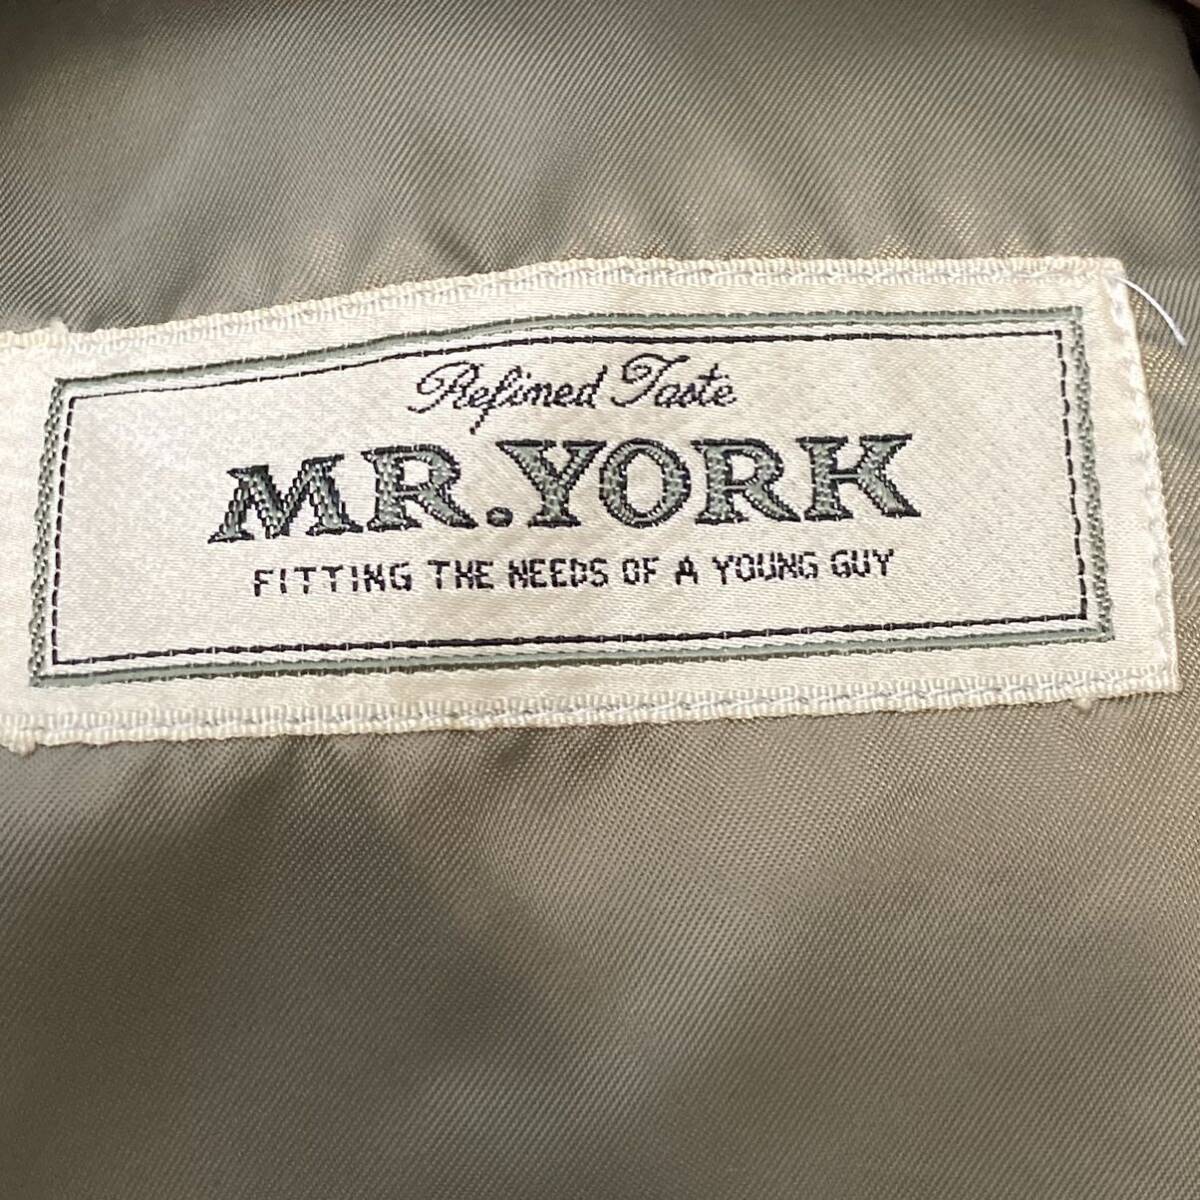 Refined Taste
MR.YORK
FITTING THE NEEDS OF A YOUNG GUY